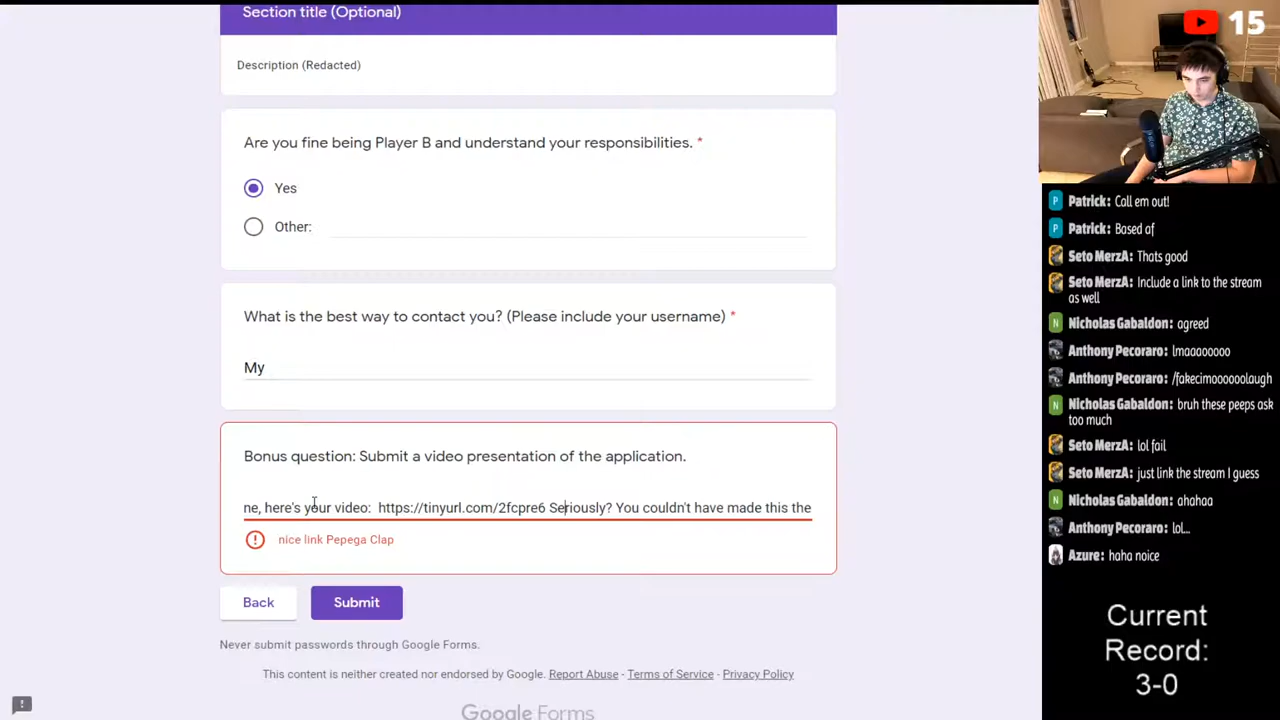 Section title (Optional)
Description (Redacted)
Are you fine being Player B and understand your responsibilities. *
Yes
Other:
What is the best way to contact you? (Please include your username) *
My
Bonus question: Submit a video presentation of the application.
ne, here's your video:  https://tinyurl.com/2fcpre6 Seriously? You couldn't have made this the
nice link Pepega Clap
Back
Submit
Never submit passwords through Google Forms.
This content is neither created nor endorsed by Google. Report Abuse - Terms of Service - Privacy Policy
Google Forms
15
P Patrick: Call em out!
P Patrick: Based af
Seto MerzA: Thats good
Seto MerzA: Include a link to the stream
as well
N Nicholas Gabaldon: agreed
Anthony Pecoraro: lmaaooooo
Anthony Pecoraro: /fakecimoooooolaugh
N Nicholas Gabaldon: bruh these peeps ask
too much
Seto MerzA: lol fail
Seto MerzA: just link the stream I guess
N Nicholas Gabaldon: ahahaa
Anthony Pecoraro: lol...
Azure: haha noice
Current
Record:
3-0